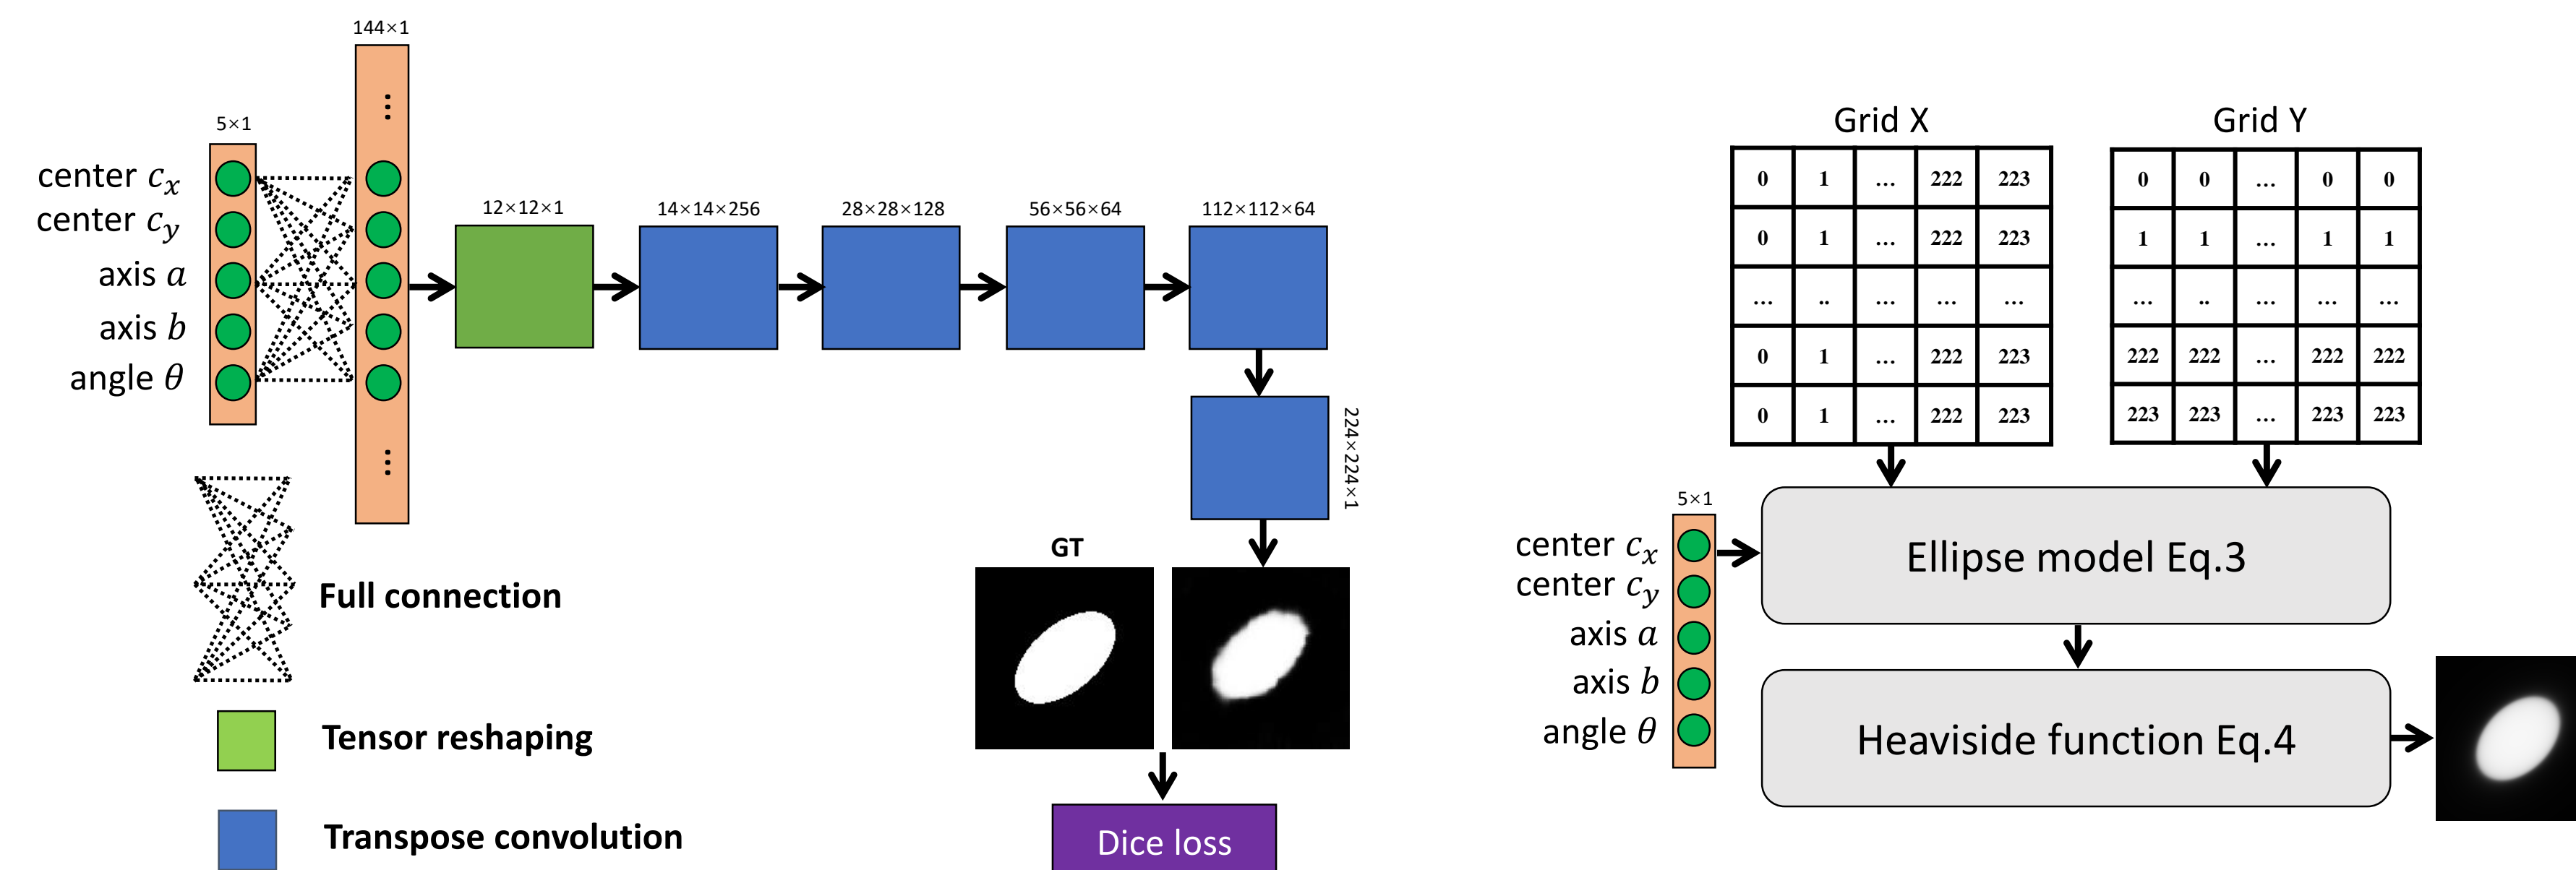 144×1
5×1
center cx
center cy
axis a
axis b
angle θ
⋮
⋮
12×12×1
14×14×256
28×28×128
56×56×64
112×112×64
224×224×1
GT
Dice loss
Full connection
Tensor reshaping
Transpose convolution
Grid X
0 1 ... 222 223
0 1 ... 222 223
... .. ... ... ...
0 1 ... 222 223
0 1 ... 222 223
Grid Y
0 0 ... 0 0
1 1 ... 1 1
... .. ... ... ...
222 222 ... 222 222
223 223 ... 223 223
5×1
center cx
center cy
axis a
axis b
angle θ
Ellipse model Eq.3
Heaviside function Eq.4